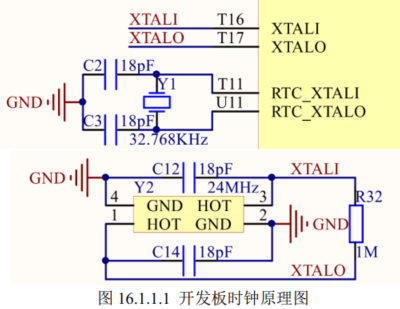 XTALI T16 XTALI
XTALO T17 XTALO
C2 18pF
Y1 T11 RTC_XTALI
GND U11 RTC_XTALO
C3 18pF
32.768KHz
C12 18pF XTALI
GND
4 Y2 24MHz 3 R32
GND HOT
1 HOT GND 2 GND
C14 18pF 1M
XTALO
图 16.1.1.1 开发板时钟原理图